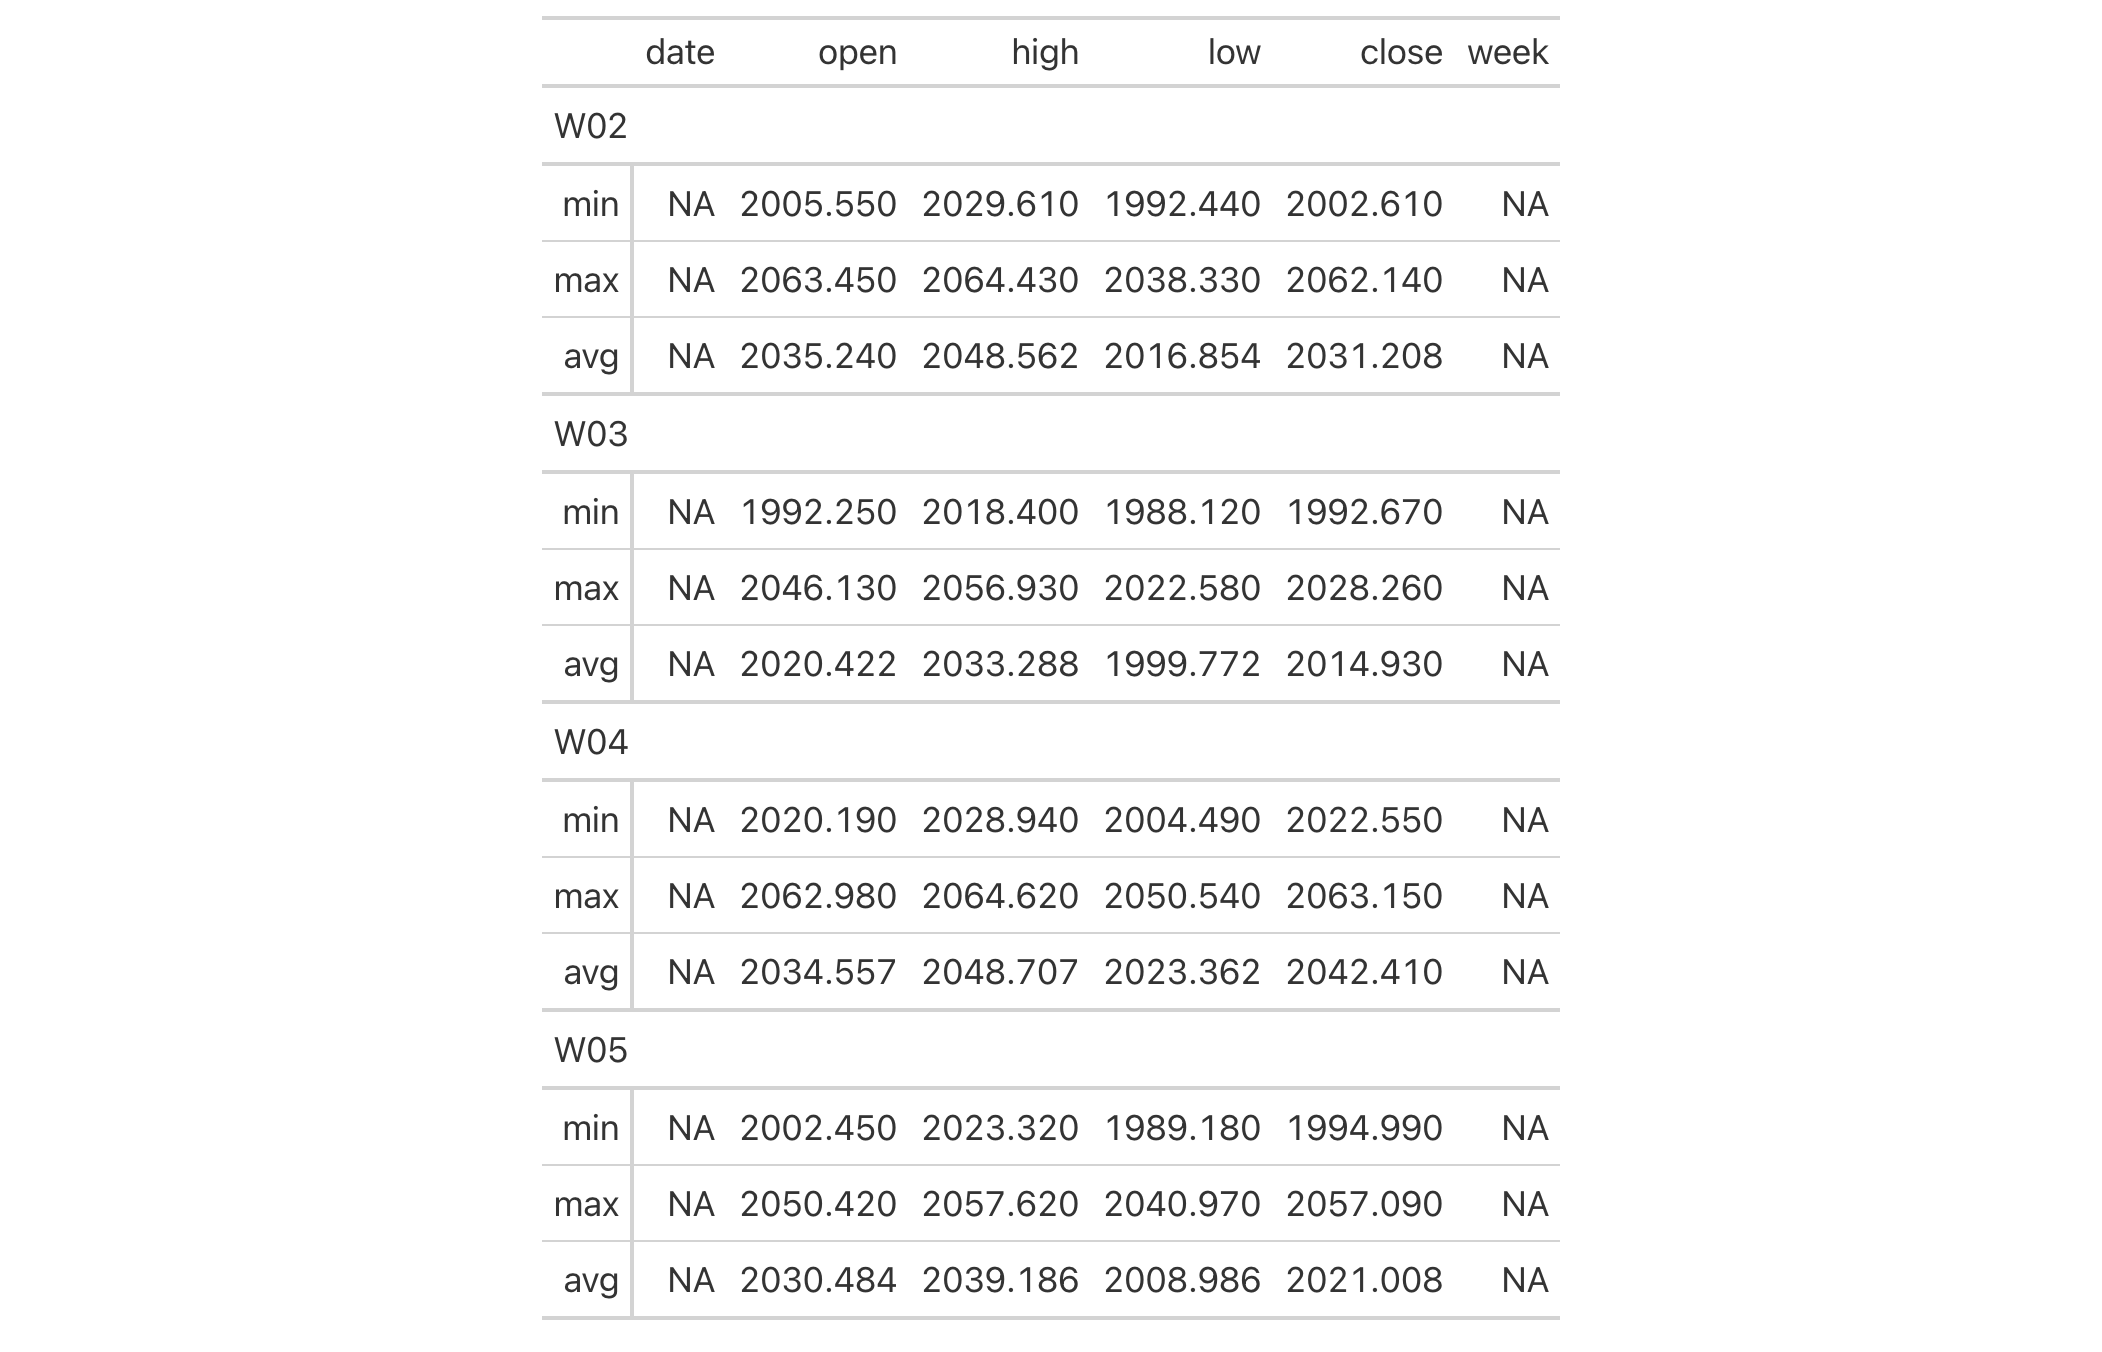 date open high low close week
W02
min NA 2005.550 2029.610 1992.440 2002.610 NA
max NA 2063.450 2064.430 2038.330 2062.140 NA
avg NA 2035.240 2048.562 2016.854 2031.208 NA
W03
min NA 1992.250 2018.400 1988.120 1992.670 NA
max NA 2046.130 2056.930 2022.580 2028.260 NA
avg NA 2020.422 2033.288 1999.772 2014.930 NA
W04
min NA 2020.190 2028.940 2004.490 2022.550 NA
max NA 2062.980 2064.620 2050.540 2063.150 NA
avg NA 2034.557 2048.707 2023.362 2042.410 NA
W05
min NA 2002.450 2023.320 1989.180 1994.990 NA
max NA 2050.420 2057.620 2040.970 2057.090 NA
avg NA 2030.484 2039.186 2008.986 2021.008 NA